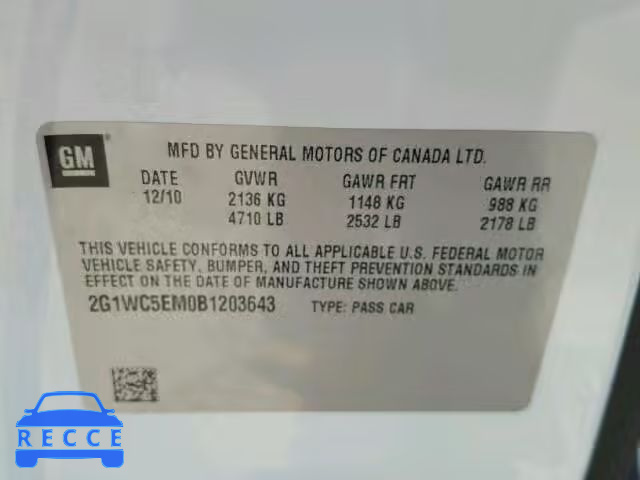 GM
MFD BY GENERAL MOTORS OF CANADA LTD.
DATE GVWR GAWR FRT GAWR RR
12/10 2136 KG 1148 KG 988 KG
4710 LB 2532 LB 2178 LB
THIS VEHICLE CONFORMS TO ALL APPLICABLE U.S. FEDERAL MOTOR
VEHICLE SAFETY, BUMPER, AND THEFT PREVENTION STANDARDS IN
EFFECT ON THE DATE OF MANUFACTURE SHOWN ABOVE.
2G1WC5EM0B1203643 TYPE: PASS CAR
RECCE